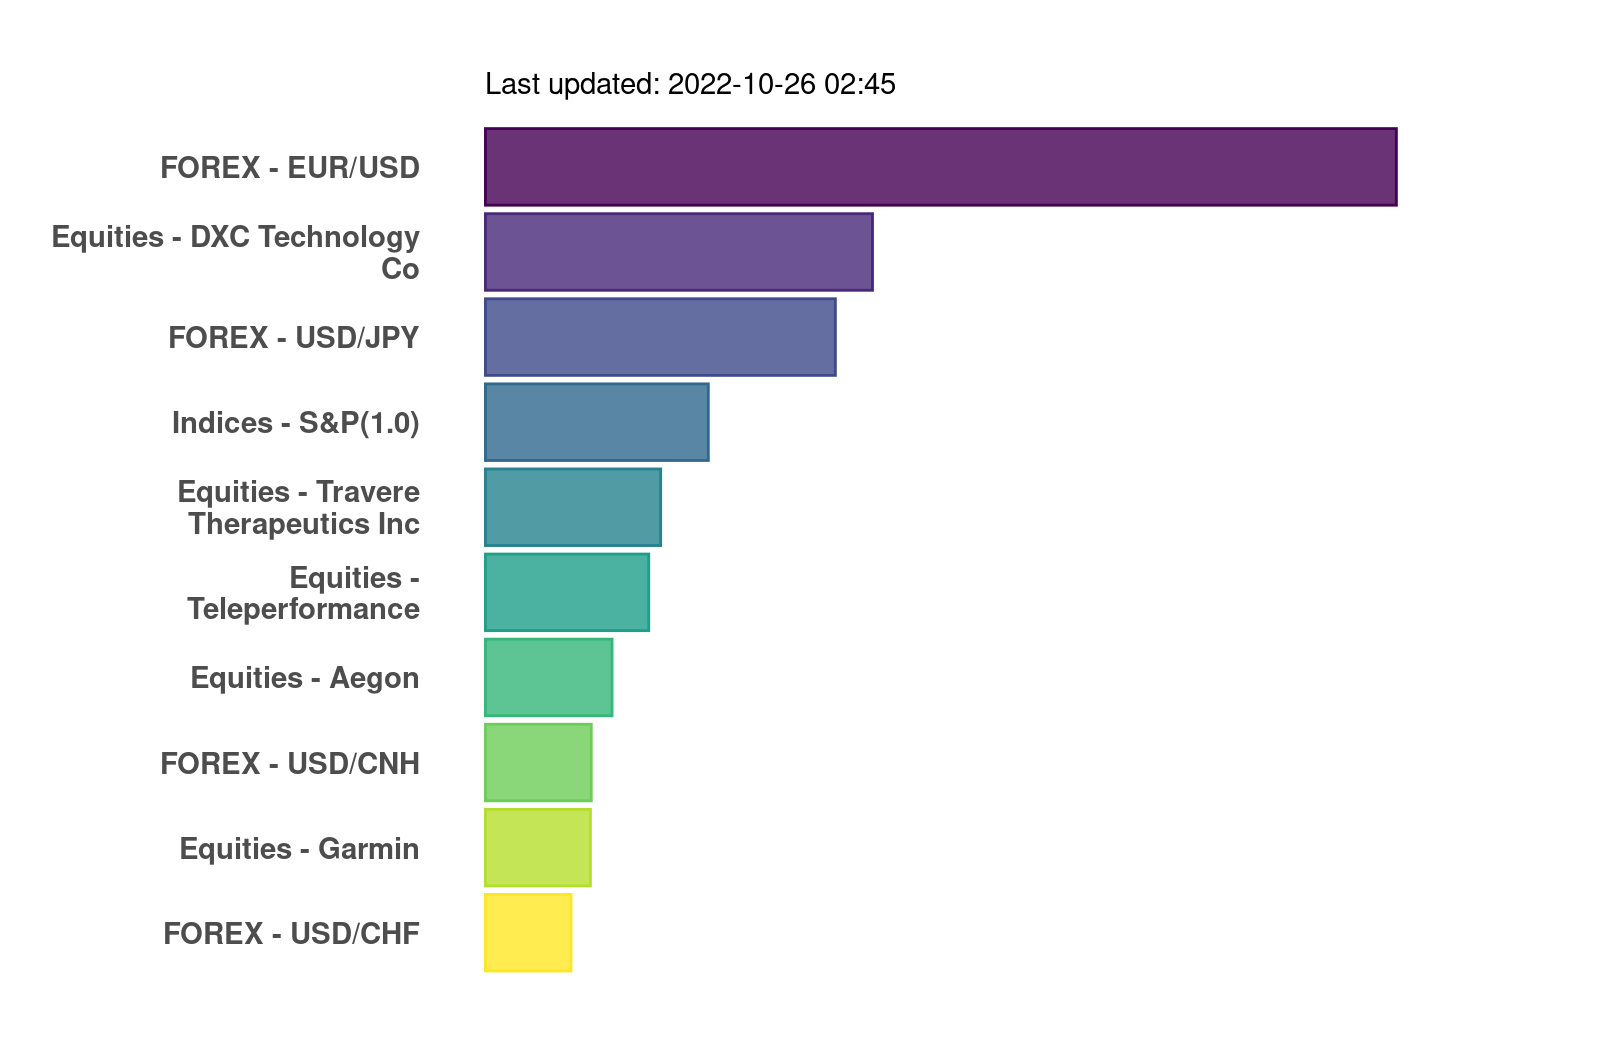 Last updated: 2022-10-26 02:45
FOREX - EUR/USD
Equities - DXC Technology
Co
FOREX - USD/JPY
Indices - S&P(1.0)
Equities - Travere
Therapeutics Inc
Equities -
Teleperformance
Equities - Aegon
FOREX - USD/CNH
Equities - Garmin
FOREX - USD/CHF